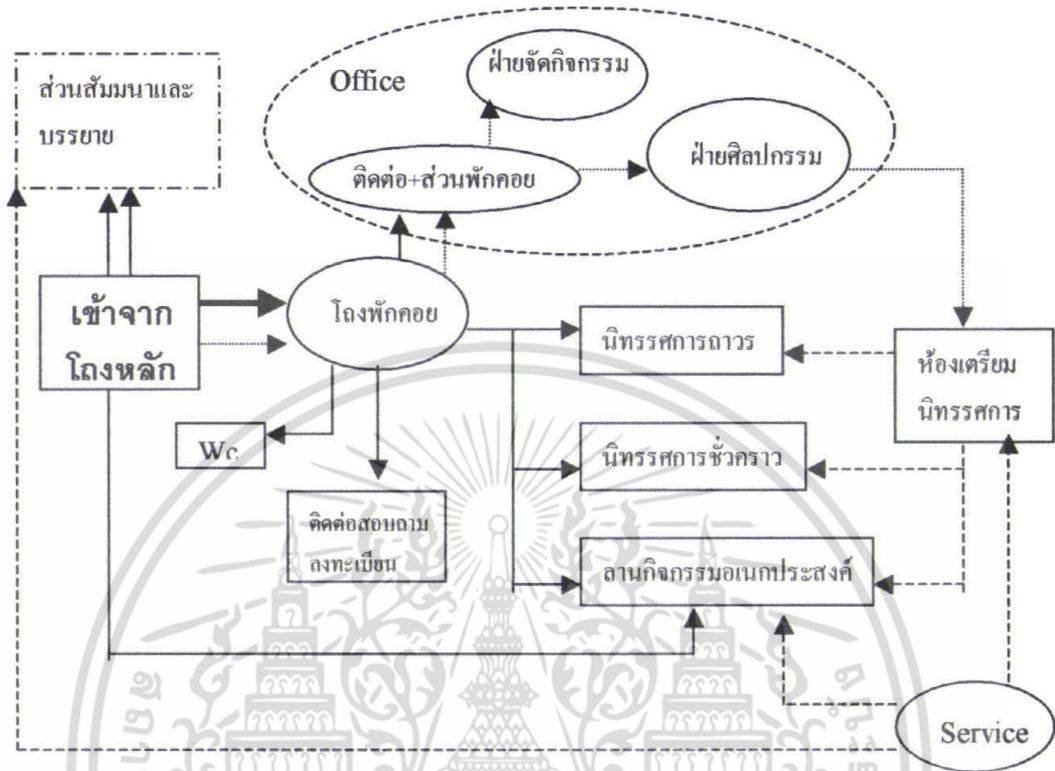 ส่วนสัมมนาและ
บรรยาย
Office
ฝ่ายจัดกิจกรรม
ติดต่อ+ส่วนพักคอย
ฝ่ายศิลปกรรม
เข้าจาก
โถงหลัก
โถงพักคอย
นิทรรศการถาวร
ห้องเตรียม
นิทรรศการ
Wc
นิทรรศการชั่วคราว
ติดต่อสอบถาม
ลงทะเบียน
ลานกิจกรรมอเนกประสงค์
Service